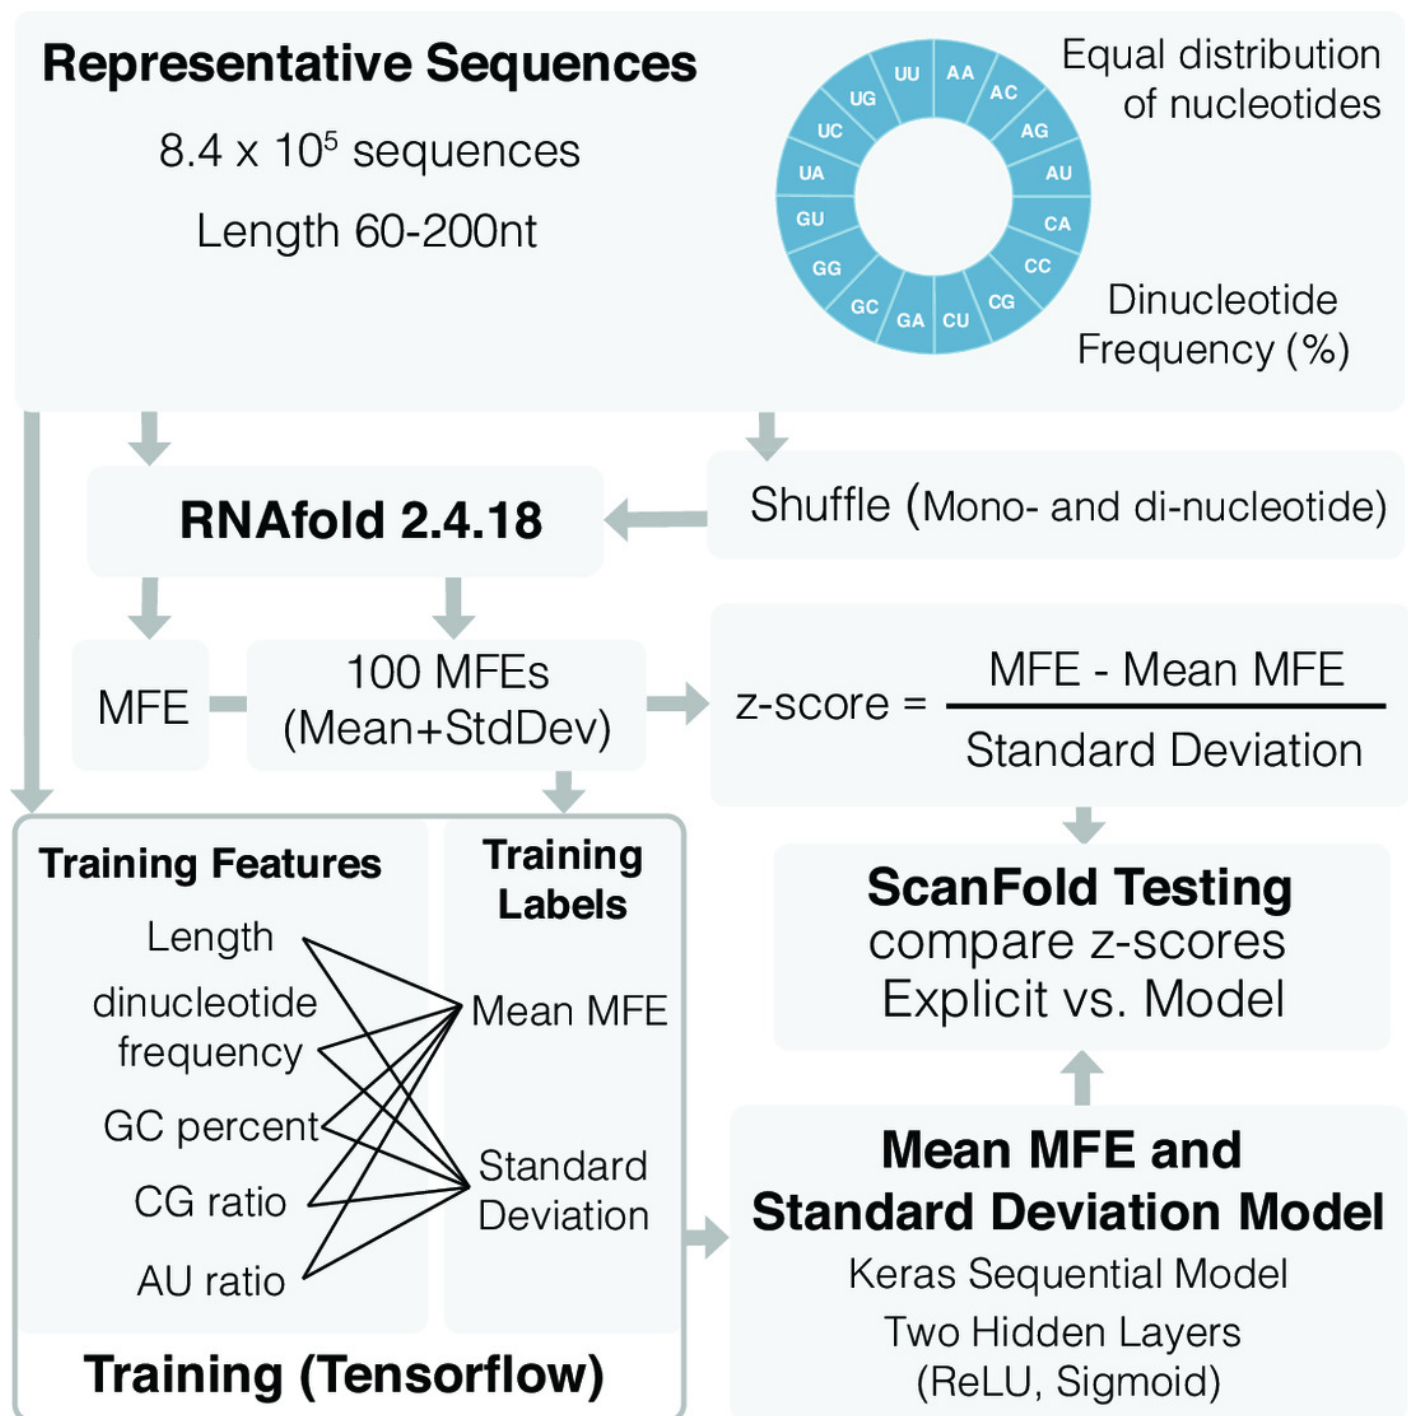 Representative Sequences
8.4 x 10⁵ sequences
Length 60-200nt
Equal distribution
of nucleotides
UU
AA
AC
AG
AU
CA
CC
CG
CU
GA
GC
GG
GU
UA
UC
UG
Dinucleotide
Frequency (%)
RNAfold 2.4.18
Shuffle (Mono- and di-nucleotide)
MFE
100 MFEs
(Mean+StdDev)
z-score =
MFE - Mean MFE
Standard Deviation
Training Features
Length
dinucleotide
frequency
GC percent
CG ratio
AU ratio
Training
Labels
Mean MFE
Standard
Deviation
Training (Tensorflow)
ScanFold Testing
compare z-scores
Explicit vs. Model
Mean MFE and
Standard Deviation Model
Keras Sequential Model
Two Hidden Layers
(ReLU, Sigmoid)